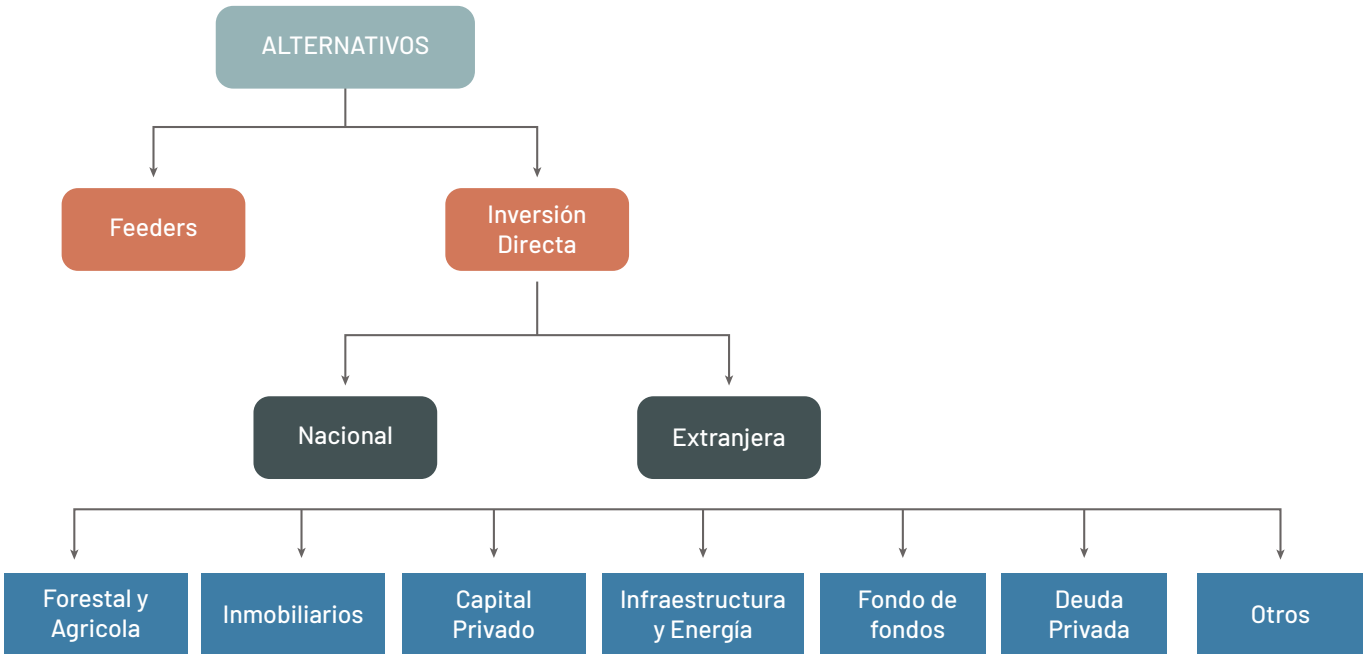 ALTERNATIVOS
Feeders
Inversión
Directa
Nacional
Extranjera
Forestal y
Agricola
Inmobiliarios
Capital
Privado
Infraestructura
y Energía
Fondo de
fondos
Deuda
Privada
Otros